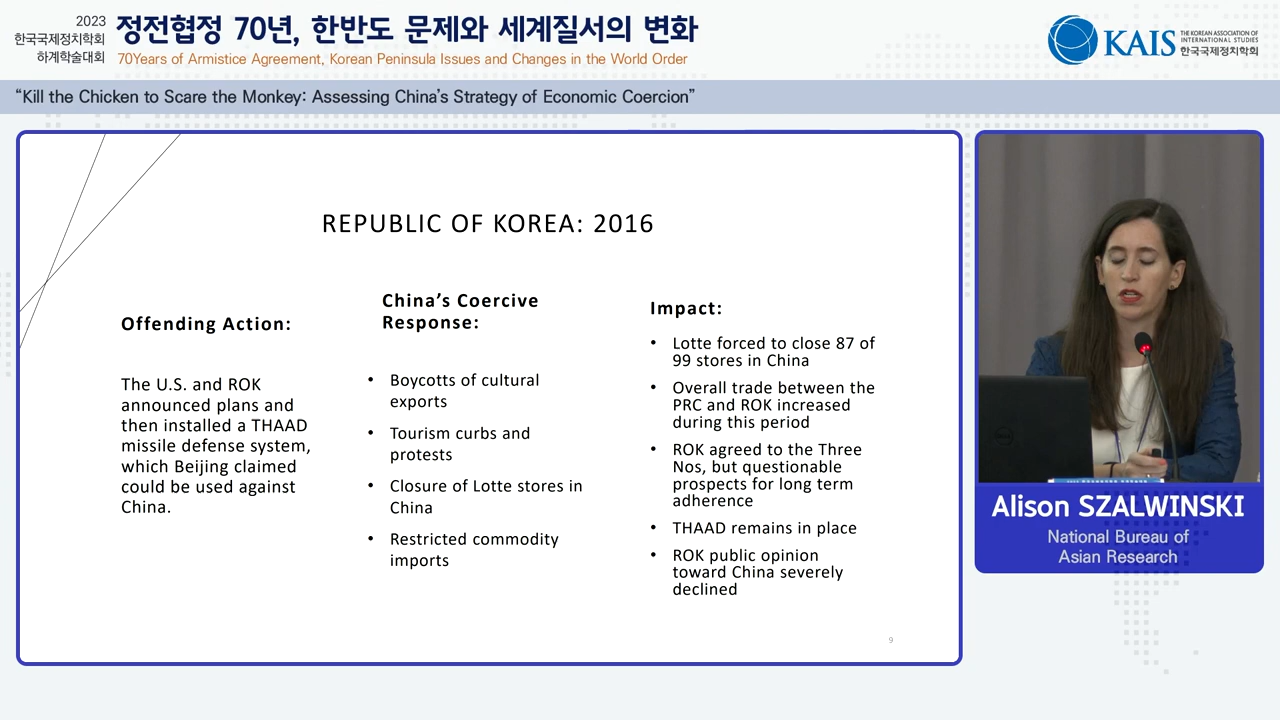 2023
한국국제정치학회
하계학술대회
정전협정 70년, 한반도 문제와 세계질서의 변화
70Years of Armistice Agreement, Korean Peninsula Issues and Changes in the World Order
KAIS
THE KOREAN ASSOCIATION OF
INTERNATIONAL STUDIES
한국국제정치학회
“Kill the Chicken to Scare the Monkey: Assessing China's Strategy of Economic Coercion”
REPUBLIC OF KOREA: 2016
Offending Action:
The U.S. and ROK
announced plans and
then installed a THAAD
missile defense system,
which Beijing claimed
could be used against
China.
China’s Coercive
Response:
• Boycotts of cultural
exports
• Tourism curbs and
protests
• Closure of Lotte stores in
China
• Restricted commodity
imports
Impact:
• Lotte forced to close 87 of
99 stores in China
• Overall trade between the
PRC and ROK increased
during this period
• ROK agreed to the Three
Nos, but questionable
prospects for long term
adherence
• THAAD remains in place
• ROK public opinion
toward China severely
declined
9
Alison SZALWINSKI
National Bureau of
Asian Research